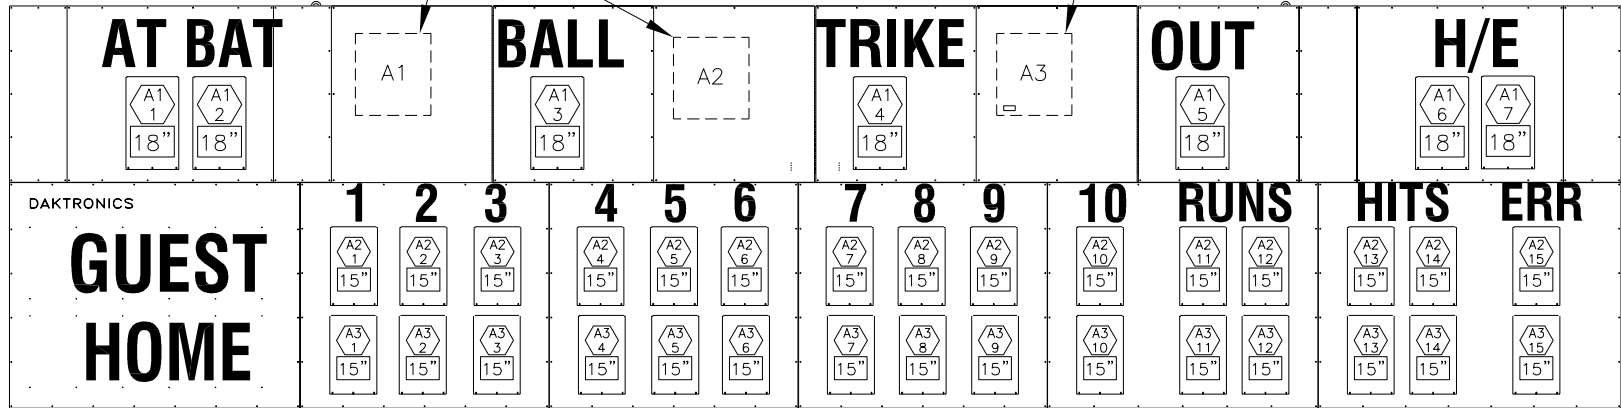 AT BAT BALL TRIKE OUT H/E
A1 A2 A3
A1 1 A1 2 A1 3 A1 4 A1 5 A1 6 A1 7
18" 18" 18" 18" 18" 18" 18"
DAKTRONICS
1 2 3 4 5 6 7 8 9 10 RUNS HITS ERR
GUEST
A2 1 A2 2 A2 3 A2 4 A2 5 A2 6 A2 7 A2 8 A2 9 A2 10 A2 11 A2 12 A2 13 A2 14 A2 15
15" 15" 15" 15" 15" 15" 15" 15" 15" 15" 15" 15" 15" 15" 15"
HOME
A3 1 A3 2 A3 3 A3 4 A3 5 A3 6 A3 7 A3 8 A3 9 A3 10 A3 11 A3 12 A3 13 A3 14 A3 15
15" 15" 15" 15" 15" 15" 15" 15" 15" 15" 15" 15" 15" 15" 15"